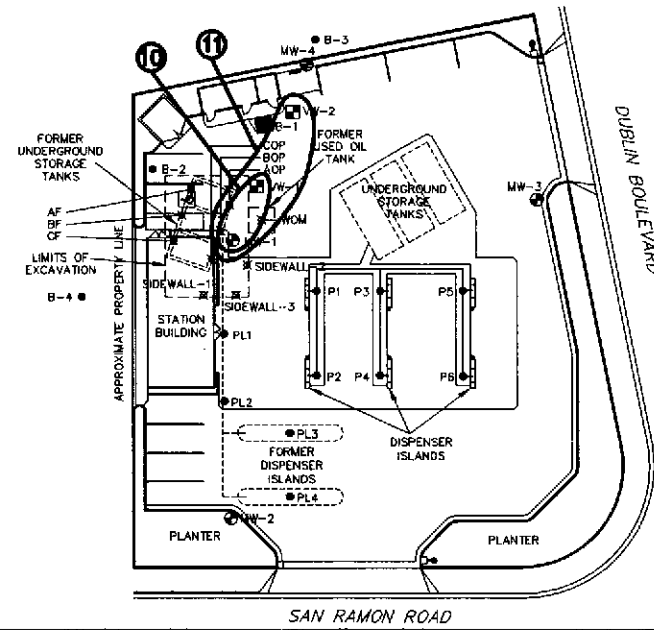 B-3
MW-4
11
10
VW-2
B-1
FORMER
UNDERGROUND
STORAGE
TANKS
COP
BOP
AOP
FORMER
USED OIL
TANK
B-2
UNDERGROUND
STORAGE
TANKS
MW-3
DUBLIN BOULEVARD
AF
BF
CF
WOM
LIMITS OF
EXCAVATION
SIDEWALL-2
SIDEWALL-1
SIDEWALL-3
B-4
APPROXIMATE PROPERTY LINE
STATION
BUILDING
P1
P3
P5
PL1
P2
P4
P6
PL2
PL3
DISPENSER
ISLANDS
FORMER
DISPENSER
ISLANDS
PL4
MW-2
PLANTER
PLANTER
SAN RAMON ROAD